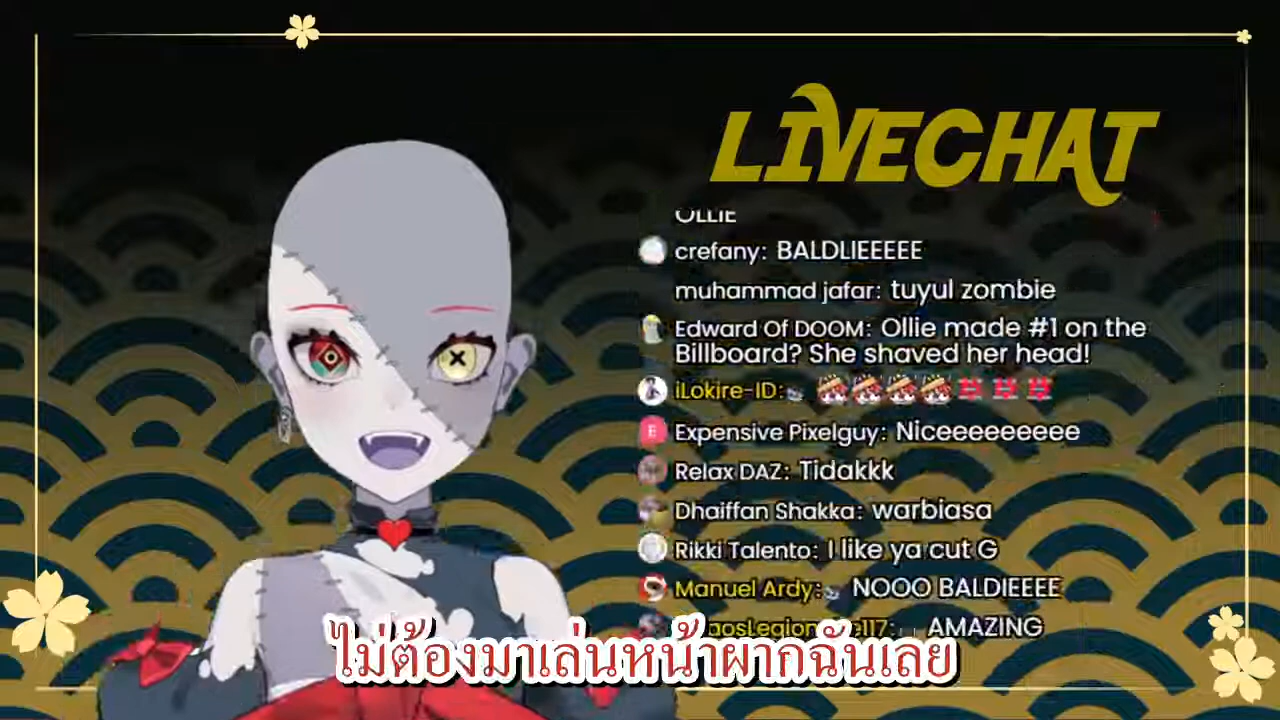 LIVECHAT
OLLIE
crefany: BALDLIEEEEE
muhammad jafar: tuyul zombie
Edward Of DOOM: Ollie made #1 on the
Billboard? She shaved her head!
iLokire-ID:
E Expensive Pixelguy: Niceeeeeeeeee
Relax DAZ: Tidakkk
Dhaiffan Shakka: warbiasa
Rikki Talento: I like ya cut G
Manuel Ardy: NOOO BALDIEEEE
AMAZING
ไม่ต้องมาเล่นหน้าผากฉันเลย